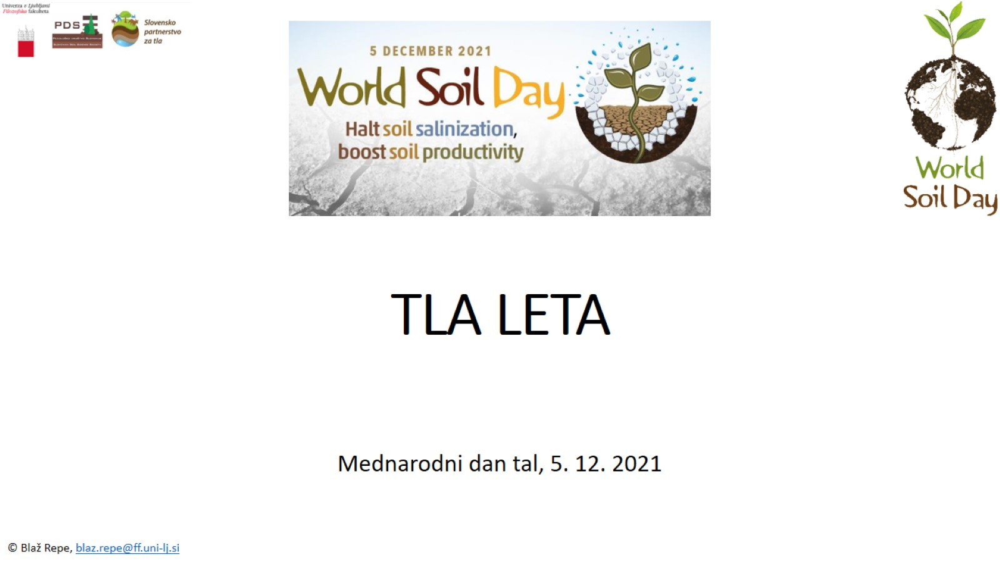 Univerza v Ljubljani
Filozofska fakulteta
PDS
Slovensko
partnerstvo
za tla
5 DECEMBER 2021
World Soil Day
Halt soil salinization,
boost soil productivity
World
Soil Day
TLA LETA
Mednarodni dan tal, 5. 12. 2021
© Blaž Repe, blaz.repe@ff.uni-lj.si